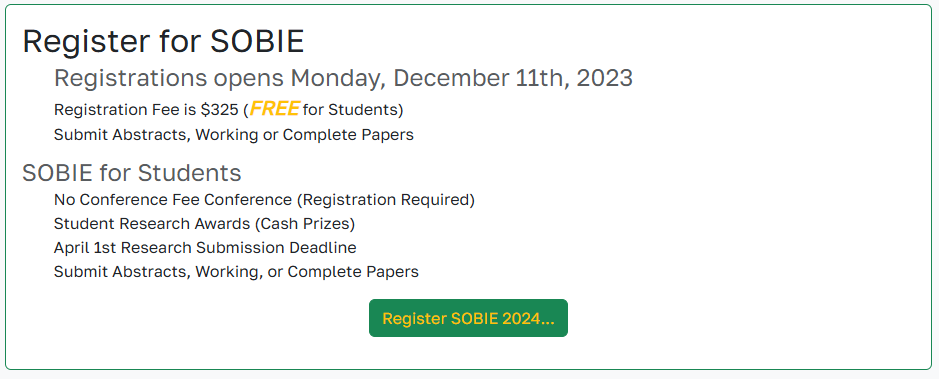 Register for SOBIE
Registrations opens Monday, December 11th, 2023
Registration Fee is $325 (FREE for Students)
Submit Abstracts, Working or Complete Papers
SOBIE for Students
No Conference Fee Conference (Registration Required)
Student Research Awards (Cash Prizes)
April 1st Research Submission Deadline
Submit Abstracts, Working, or Complete Papers
Register SOBIE 2024...